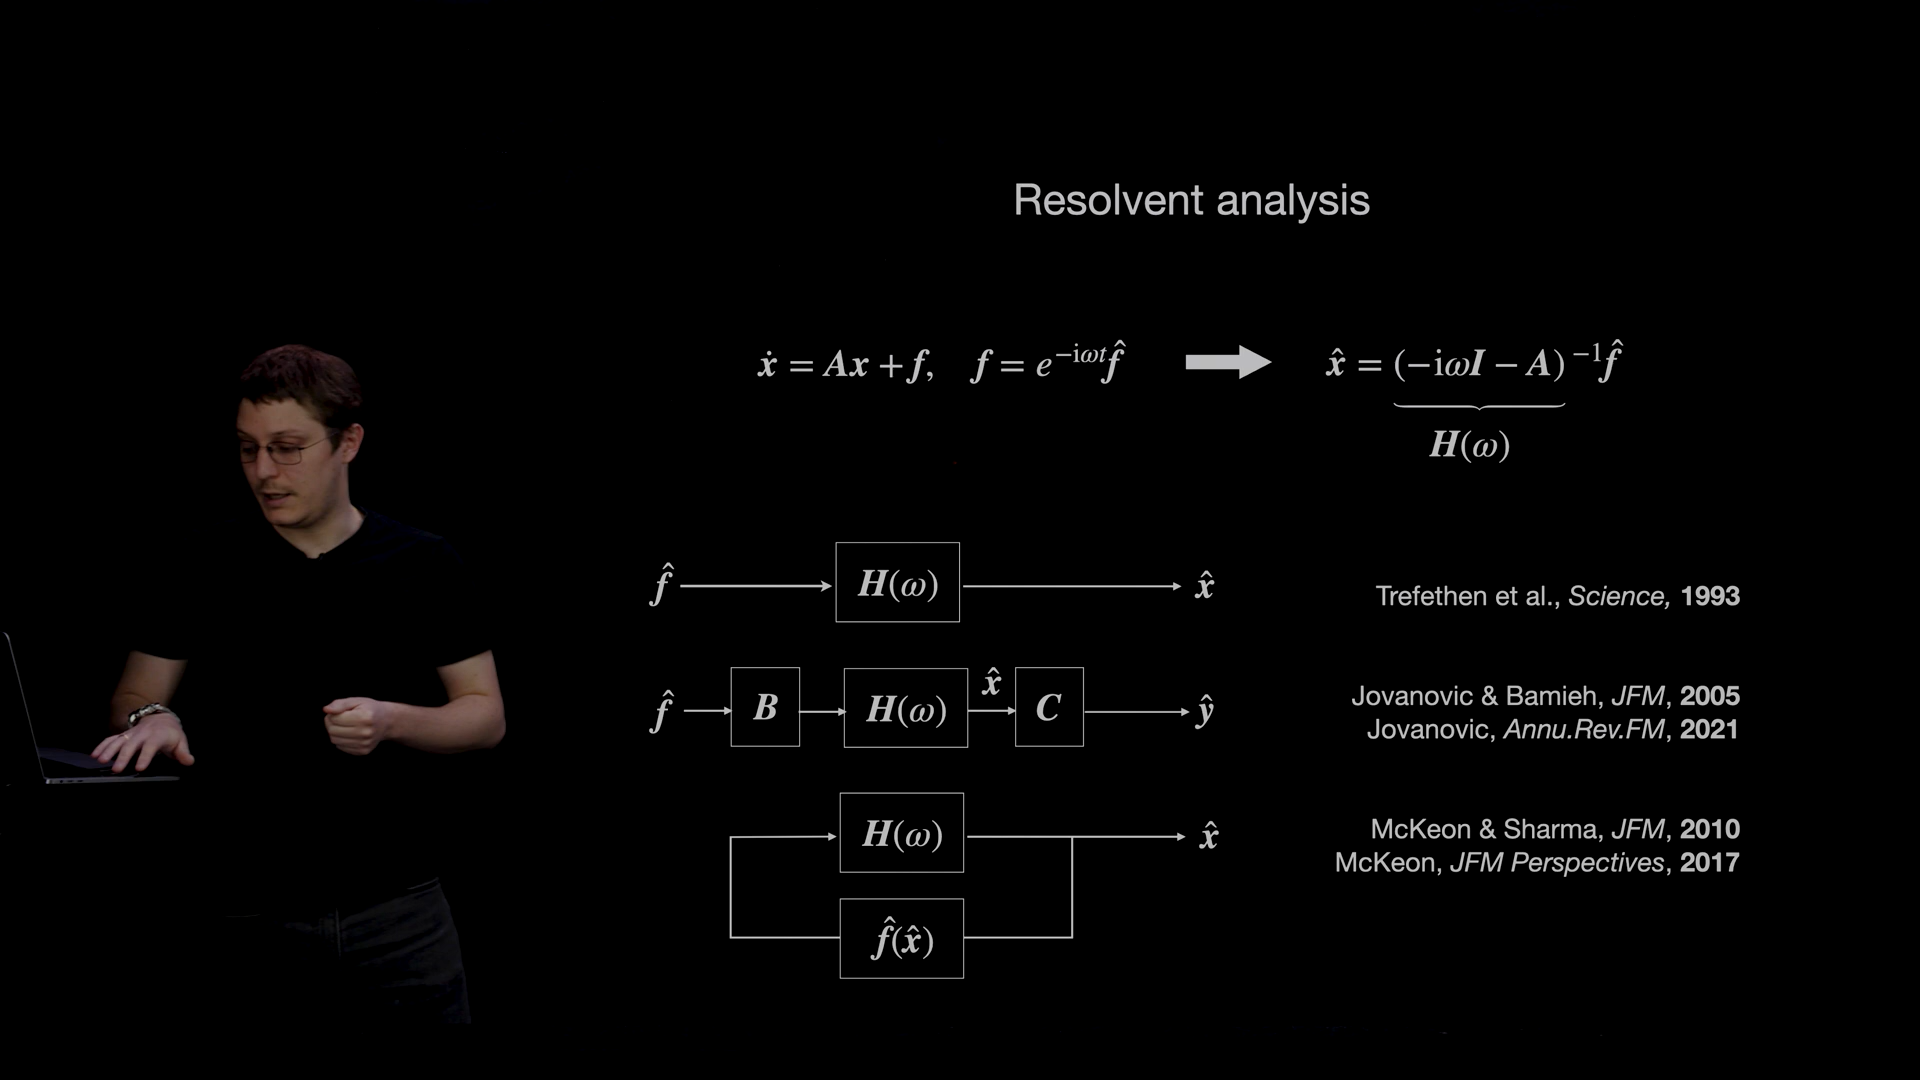 Resolvent analysis
ẋ = Ax + f, f = e^{−iωt} f̂
x̂ = (−iωI − A)^{−1} f̂
H(ω)
f̂ H(ω) x̂
Trefethen et al., Science, 1993
f̂ B H(ω) x̂ C ŷ
Jovanovic & Bamieh, JFM, 2005
Jovanovic, Annu.Rev.FM, 2021
H(ω) x̂
McKeon & Sharma, JFM, 2010
McKeon, JFM Perspectives, 2017
f̂(x̂)